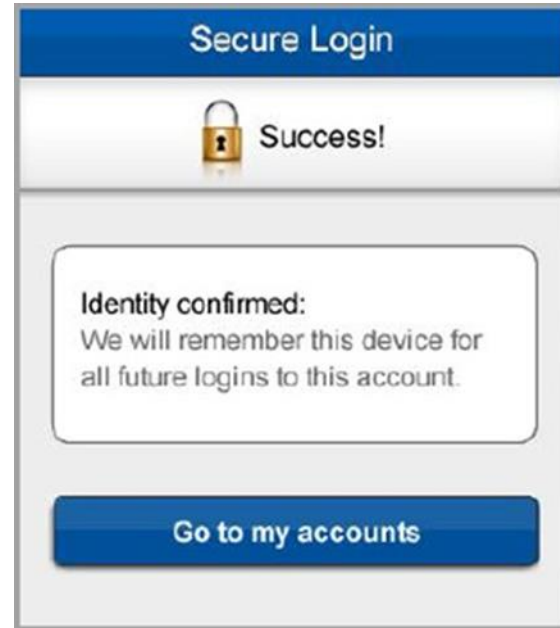 Secure Login
Success!
Identity confirmed:
We will remember this device for
all future logins to this account.
Go to my accounts